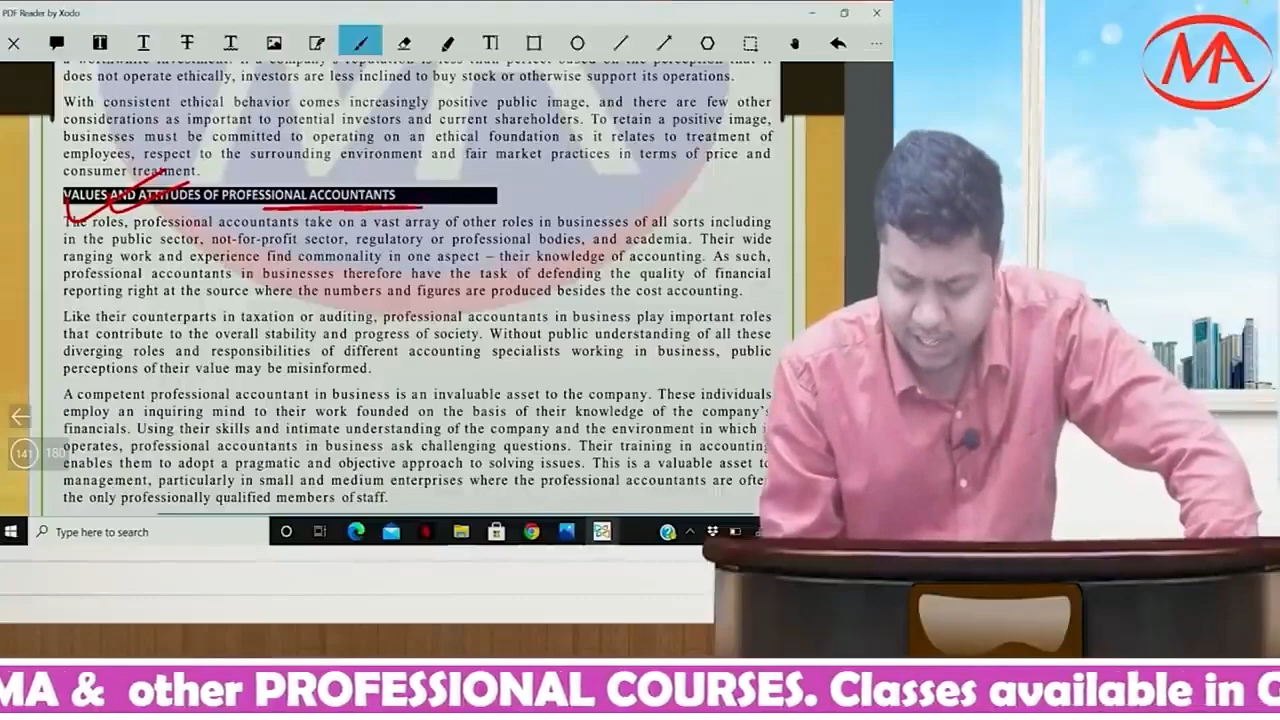 PDF Reader by Xodo
does not operate ethically, investors are less inclined to buy stock or otherwise support its operations.
With consistent ethical behavior comes increasingly positive public image, and there are few other
considerations as important to potential investors and current shareholders. To retain a positive image,
businesses must be committed to operating on an ethical foundation as it relates to treatment of
employees, respect to the surrounding environment and fair market practices in terms of price and
consumer treatment.
VALUES AND ATTITUDES OF PROFESSIONAL ACCOUNTANTS
The roles, professional accountants take on a vast array of other roles in businesses of all sorts including
in the public sector, not-for-profit sector, regulatory or professional bodies, and academia. Their wide
ranging work and experience find commonality in one aspect – their knowledge of accounting. As such,
professional accountants in businesses therefore have the task of defending the quality of financial
reporting right at the source where the numbers and figures are produced besides the cost accounting.
Like their counterparts in taxation or auditing, professional accountants in business play important roles
that contribute to the overall stability and progress of society. Without public understanding of all these
diverging roles and responsibilities of different accounting specialists working in business, public
perceptions of their value may be misinformed.
A competent professional accountant in business is an invaluable asset to the company. These individuals
employ an inquiring mind to their work founded on the basis of their knowledge of the company's
financials. Using their skills and intimate understanding of the company and the environment in which
operates, professional accountants in business ask challenging questions. Their training in accounting
enables them to adopt a pragmatic and objective approach to solving issues. This is a valuable asset
management, particularly in small and medium enterprises where the professional accountants are
the only professionally qualified members of staff.
141 180
Type here to search
MA
MA & other PROFESSIONAL COURSES. Classes available in